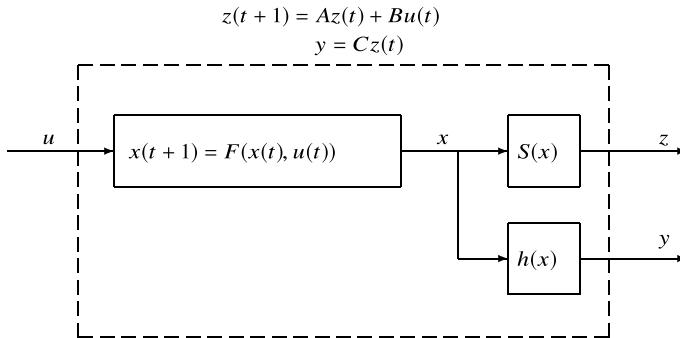 z(t + 1) = Az(t) + Bu(t)
y = Cz(t)
u
x(t + 1) = F(x(t), u(t))
x
S(x)
z
h(x)
y